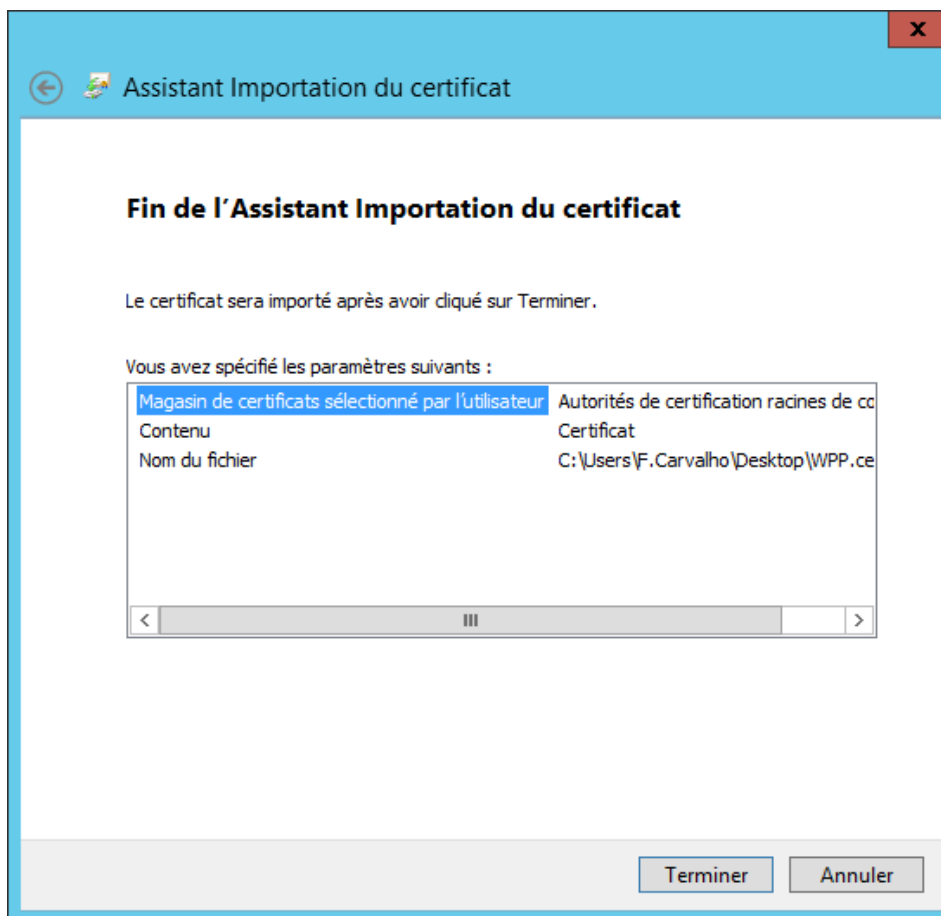 x
Assistant Importation du certificat
Fin de l'Assistant Importation du certificat
Le certificat sera importé après avoir cliqué sur Terminer.
Vous avez spécifié les paramètres suivants :
Magasin de certificats sélectionné par l'utilisateur Autorités de certification racines de co
Contenu Certificat
Nom du fichier C:\Users\F.Carvalho\Desktop\WPP.ce
Terminer Annuler